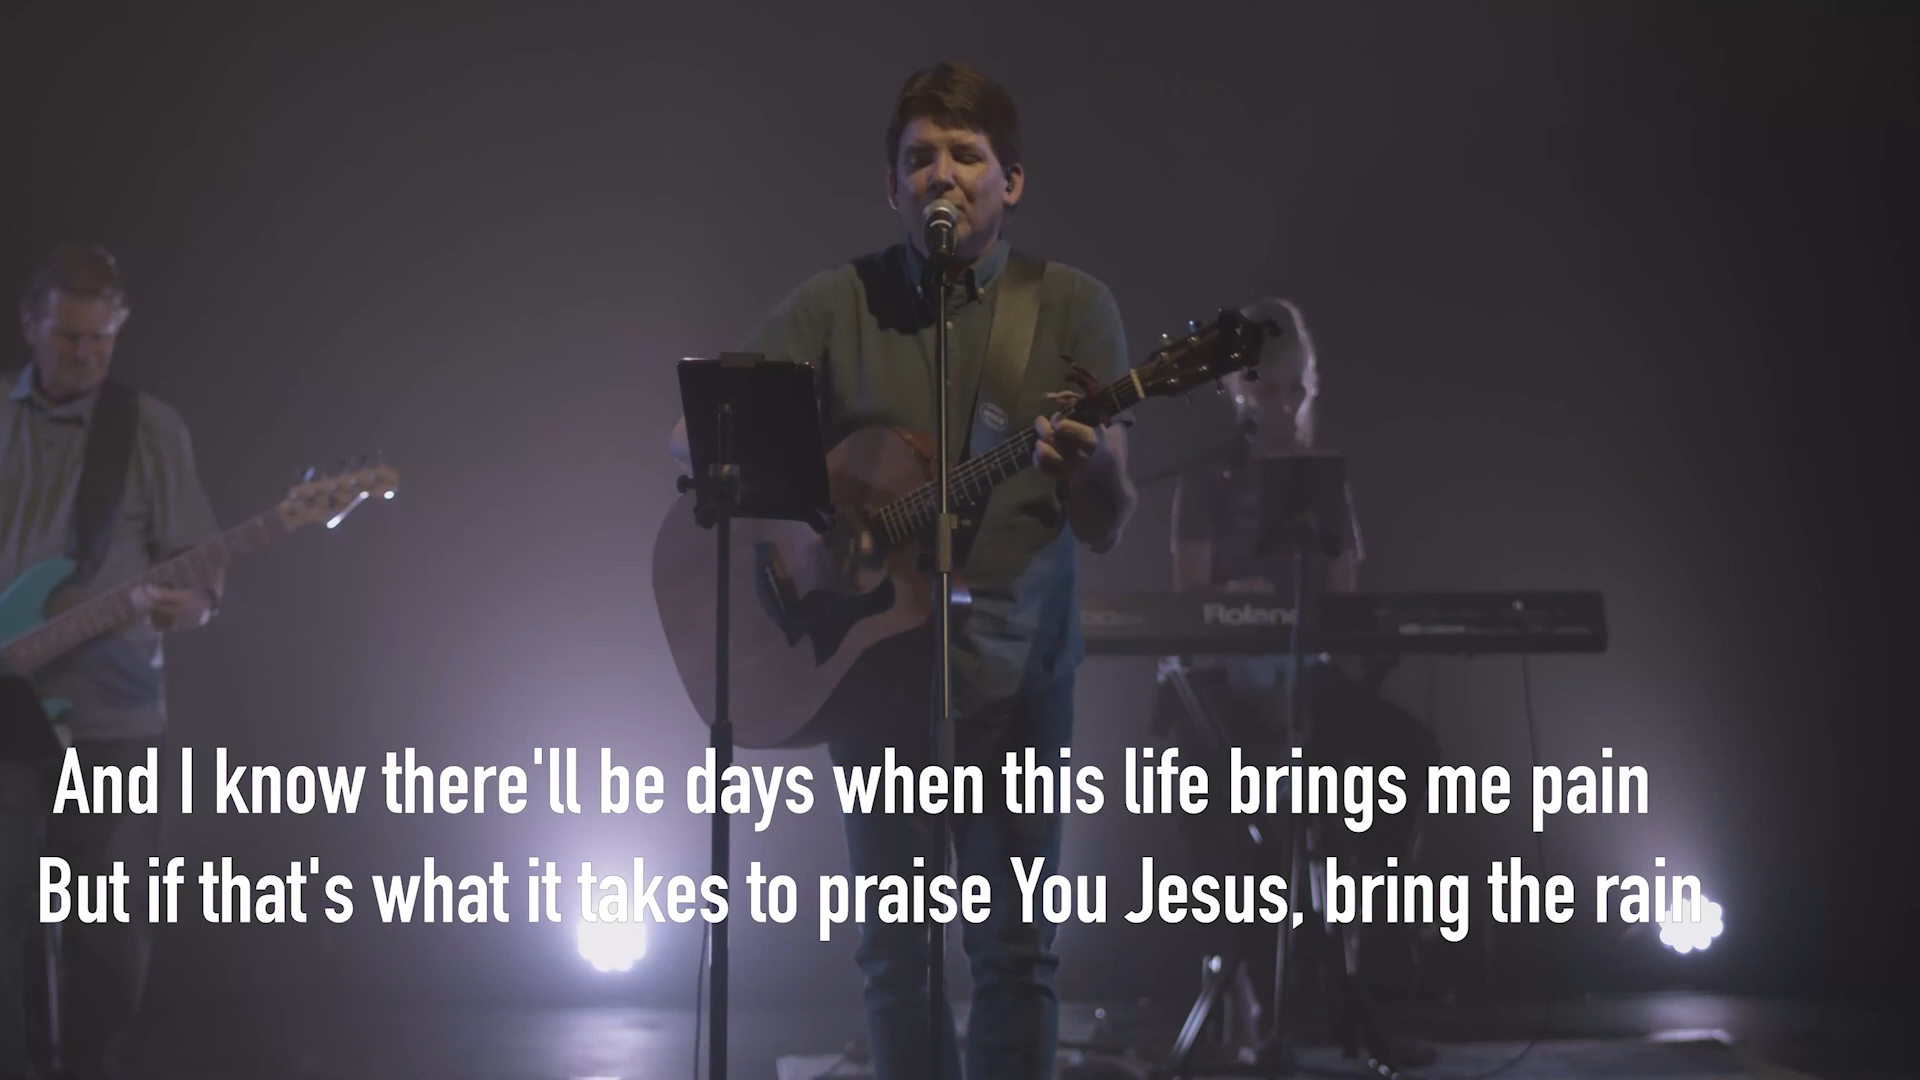 Roland
And I know there'll be days when this life brings me pain
But if that's what it takes to praise You Jesus, bring the rain